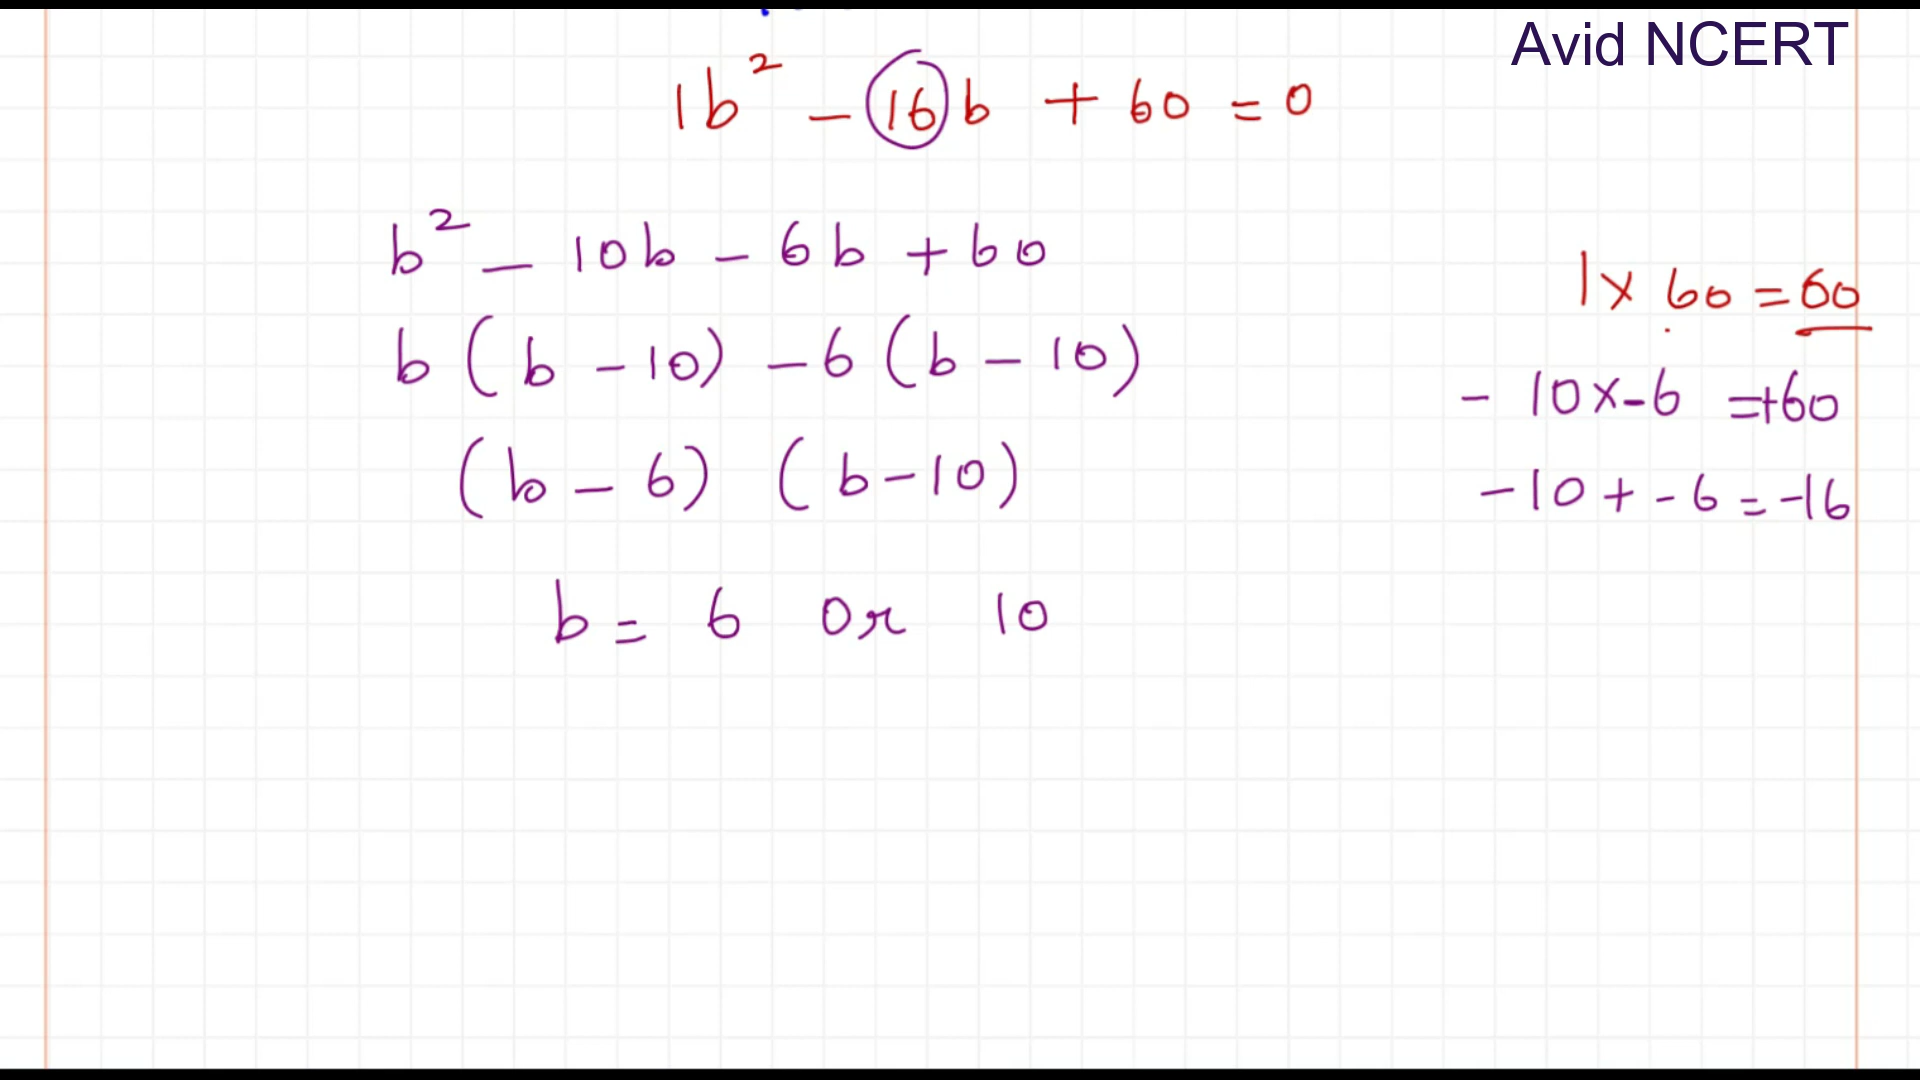 Avid NCERT
1b² - 16b + 60 = 0
b² - 10b - 6b + 60
b (b - 10) - 6 (b - 10)
(b - 6) (b - 10)
b = 6 or 10
1 x 60 = 60
- 10 x - 6 = +60
- 10 + - 6 = -16